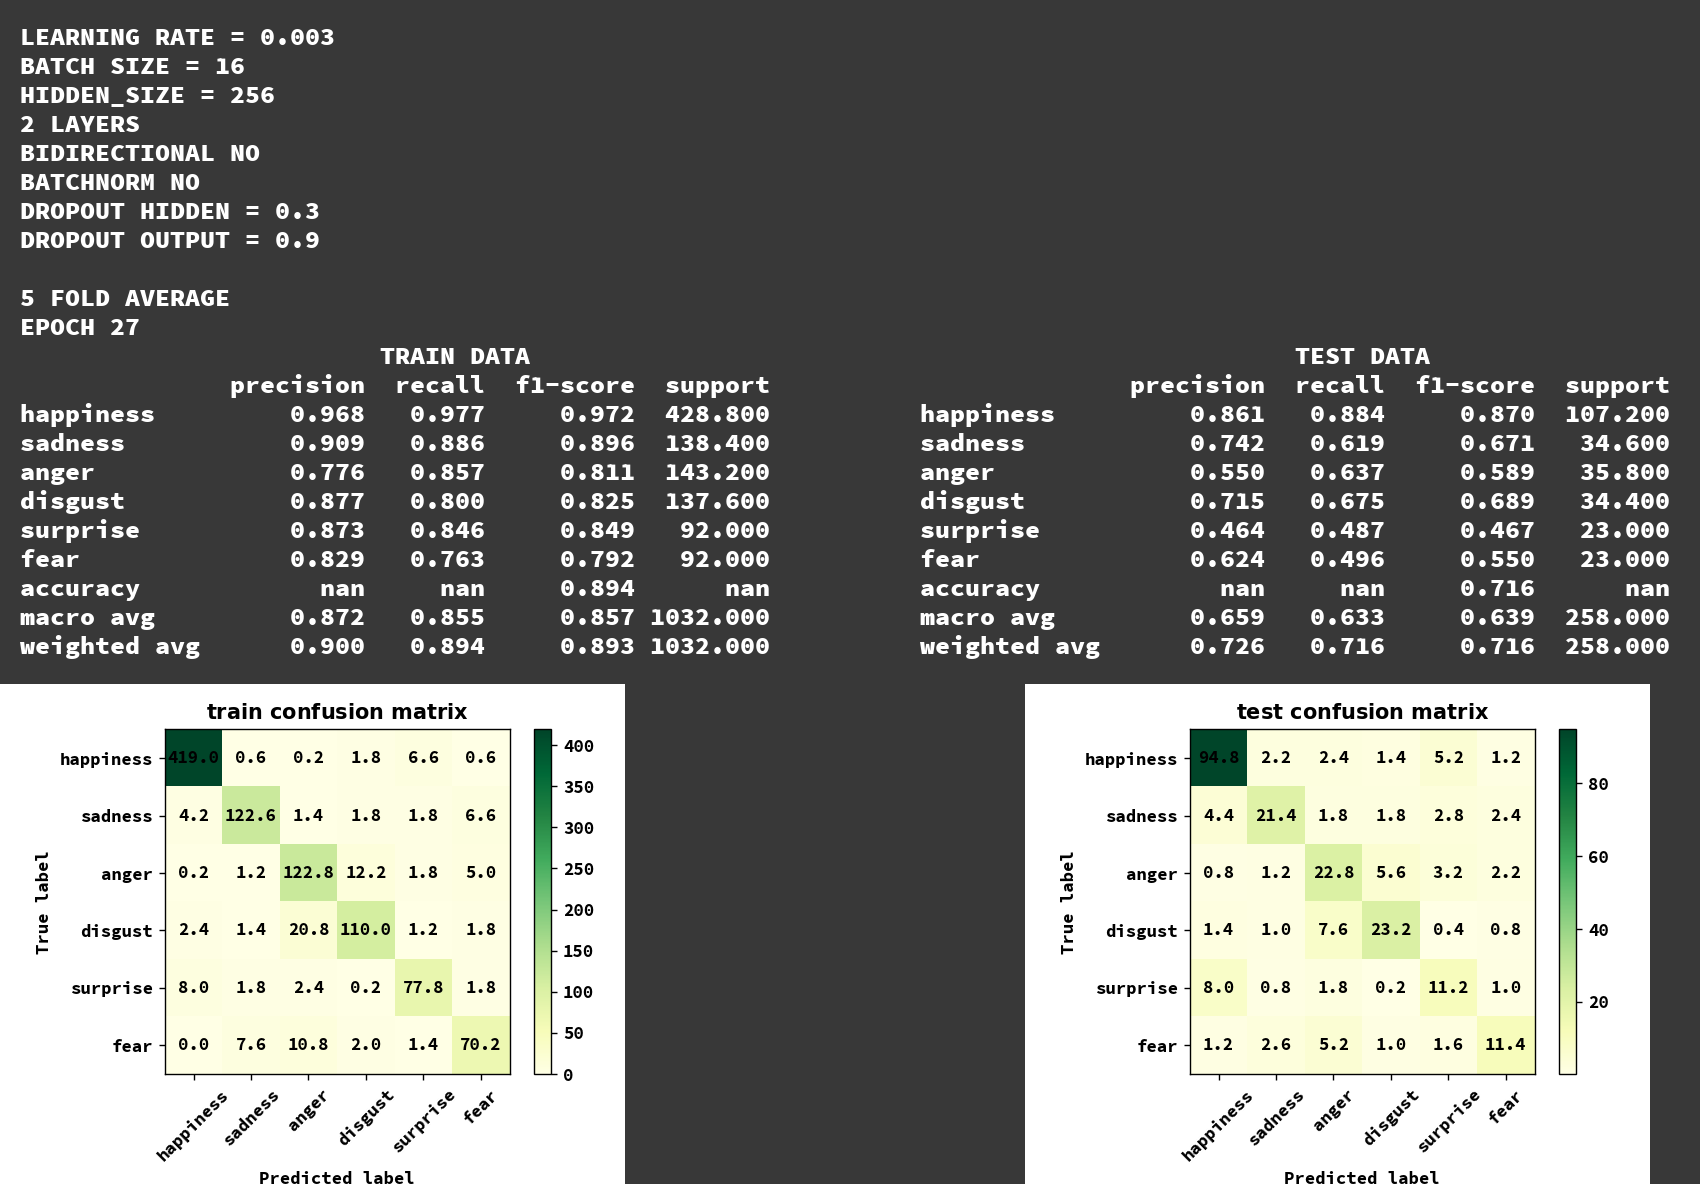 LEARNING RATE = 0.003
BATCH SIZE = 16
HIDDEN_SIZE = 256
2 LAYERS
BIDIRECTIONAL NO
BATCHNORM NO
DROPOUT HIDDEN = 0.3
DROPOUT OUTPUT = 0.9
5 FOLD AVERAGE
EPOCH 27
TRAIN DATA
precision recall f1-score support
happiness 0.968 0.977 0.972 428.800
sadness 0.909 0.886 0.896 138.400
anger 0.776 0.857 0.811 143.200
disgust 0.877 0.800 0.825 137.600
surprise 0.873 0.846 0.849 92.000
fear 0.829 0.763 0.792 92.000
accuracy nan nan 0.894 nan
macro avg 0.872 0.855 0.857 1032.000
weighted avg 0.900 0.894 0.893 1032.000
TEST DATA
precision recall f1-score support
happiness 0.861 0.884 0.870 107.200
sadness 0.742 0.619 0.671 34.600
anger 0.550 0.637 0.589 35.800
disgust 0.715 0.675 0.689 34.400
surprise 0.464 0.487 0.467 23.000
fear 0.624 0.496 0.550 23.000
accuracy nan nan 0.716 nan
macro avg 0.659 0.633 0.639 258.000
weighted avg 0.726 0.716 0.716 258.000
train confusion matrix
True label
happiness 419.0 0.6 0.2 1.8 6.6 0.6
sadness 4.2 122.6 1.4 1.8 1.8 6.6
anger 0.2 1.2 122.8 12.2 1.8 5.0
disgust 2.4 1.4 20.8 110.0 1.2 1.8
surprise 8.0 1.8 2.4 0.2 77.8 1.8
fear 0.0 7.6 10.8 2.0 1.4 70.2
happiness sadness anger disgust surprise fear
Predicted label
400
350
300
250
200
150
100
50
0
test confusion matrix
True label
happiness 94.8 2.2 2.4 1.4 5.2 1.2
sadness 4.4 21.4 1.8 1.8 2.8 2.4
anger 0.8 1.2 22.8 5.6 3.2 2.2
disgust 1.4 1.0 7.6 23.2 0.4 0.8
surprise 8.0 0.8 1.8 0.2 11.2 1.0
fear 1.2 2.6 5.2 1.0 1.6 11.4
happiness sadness anger disgust surprise fear
Predicted label
80
60
40
20